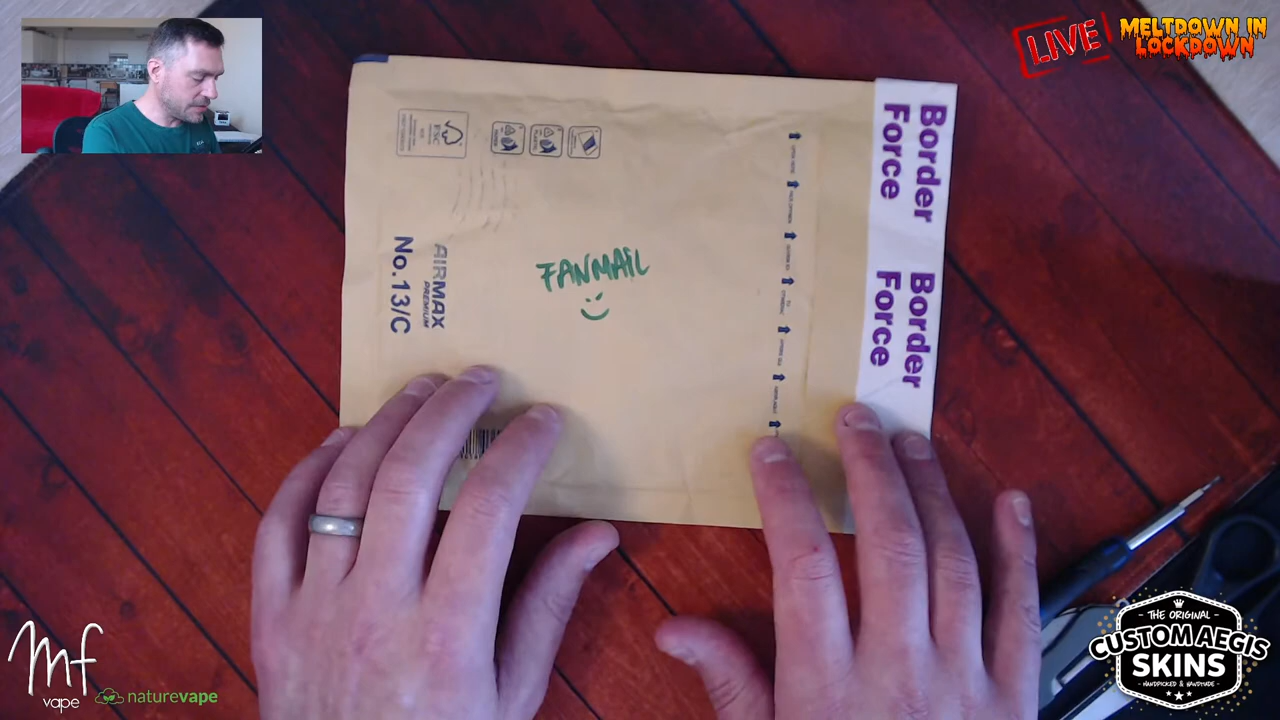 LIVE
MELTDOWN IN
LOCKDOWN
Border
Force
Border
Force
FSC
AIRMAX
PREMIUM
No.13/C
FANMAIL
:)
mf
vape
naturevape
- THE ORIGINAL -
CUSTOM AEGIS
SKINS
- HANDPICKED & HANDMADE -